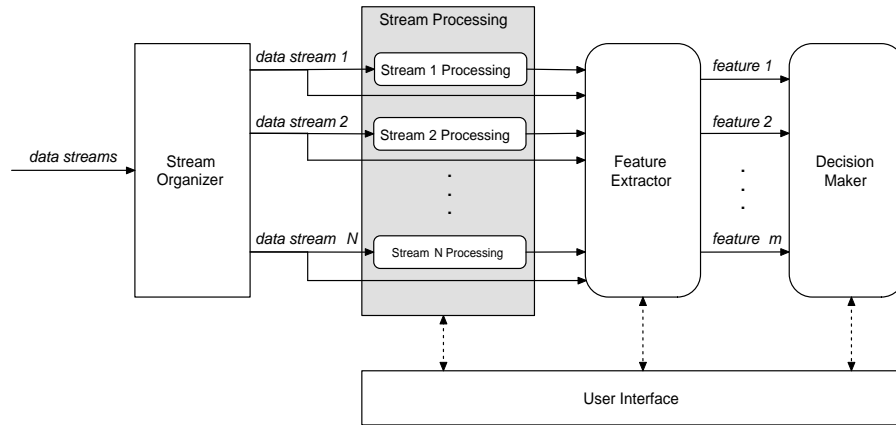 Stream Processing
data stream 1
Stream 1 Processing
feature 1
data stream 2
Stream 2 Processing
feature 2
data streams
Stream
Organizer
Feature
Extractor
Decision
Maker
data stream N
Stream N Processing
feature m
User Interface